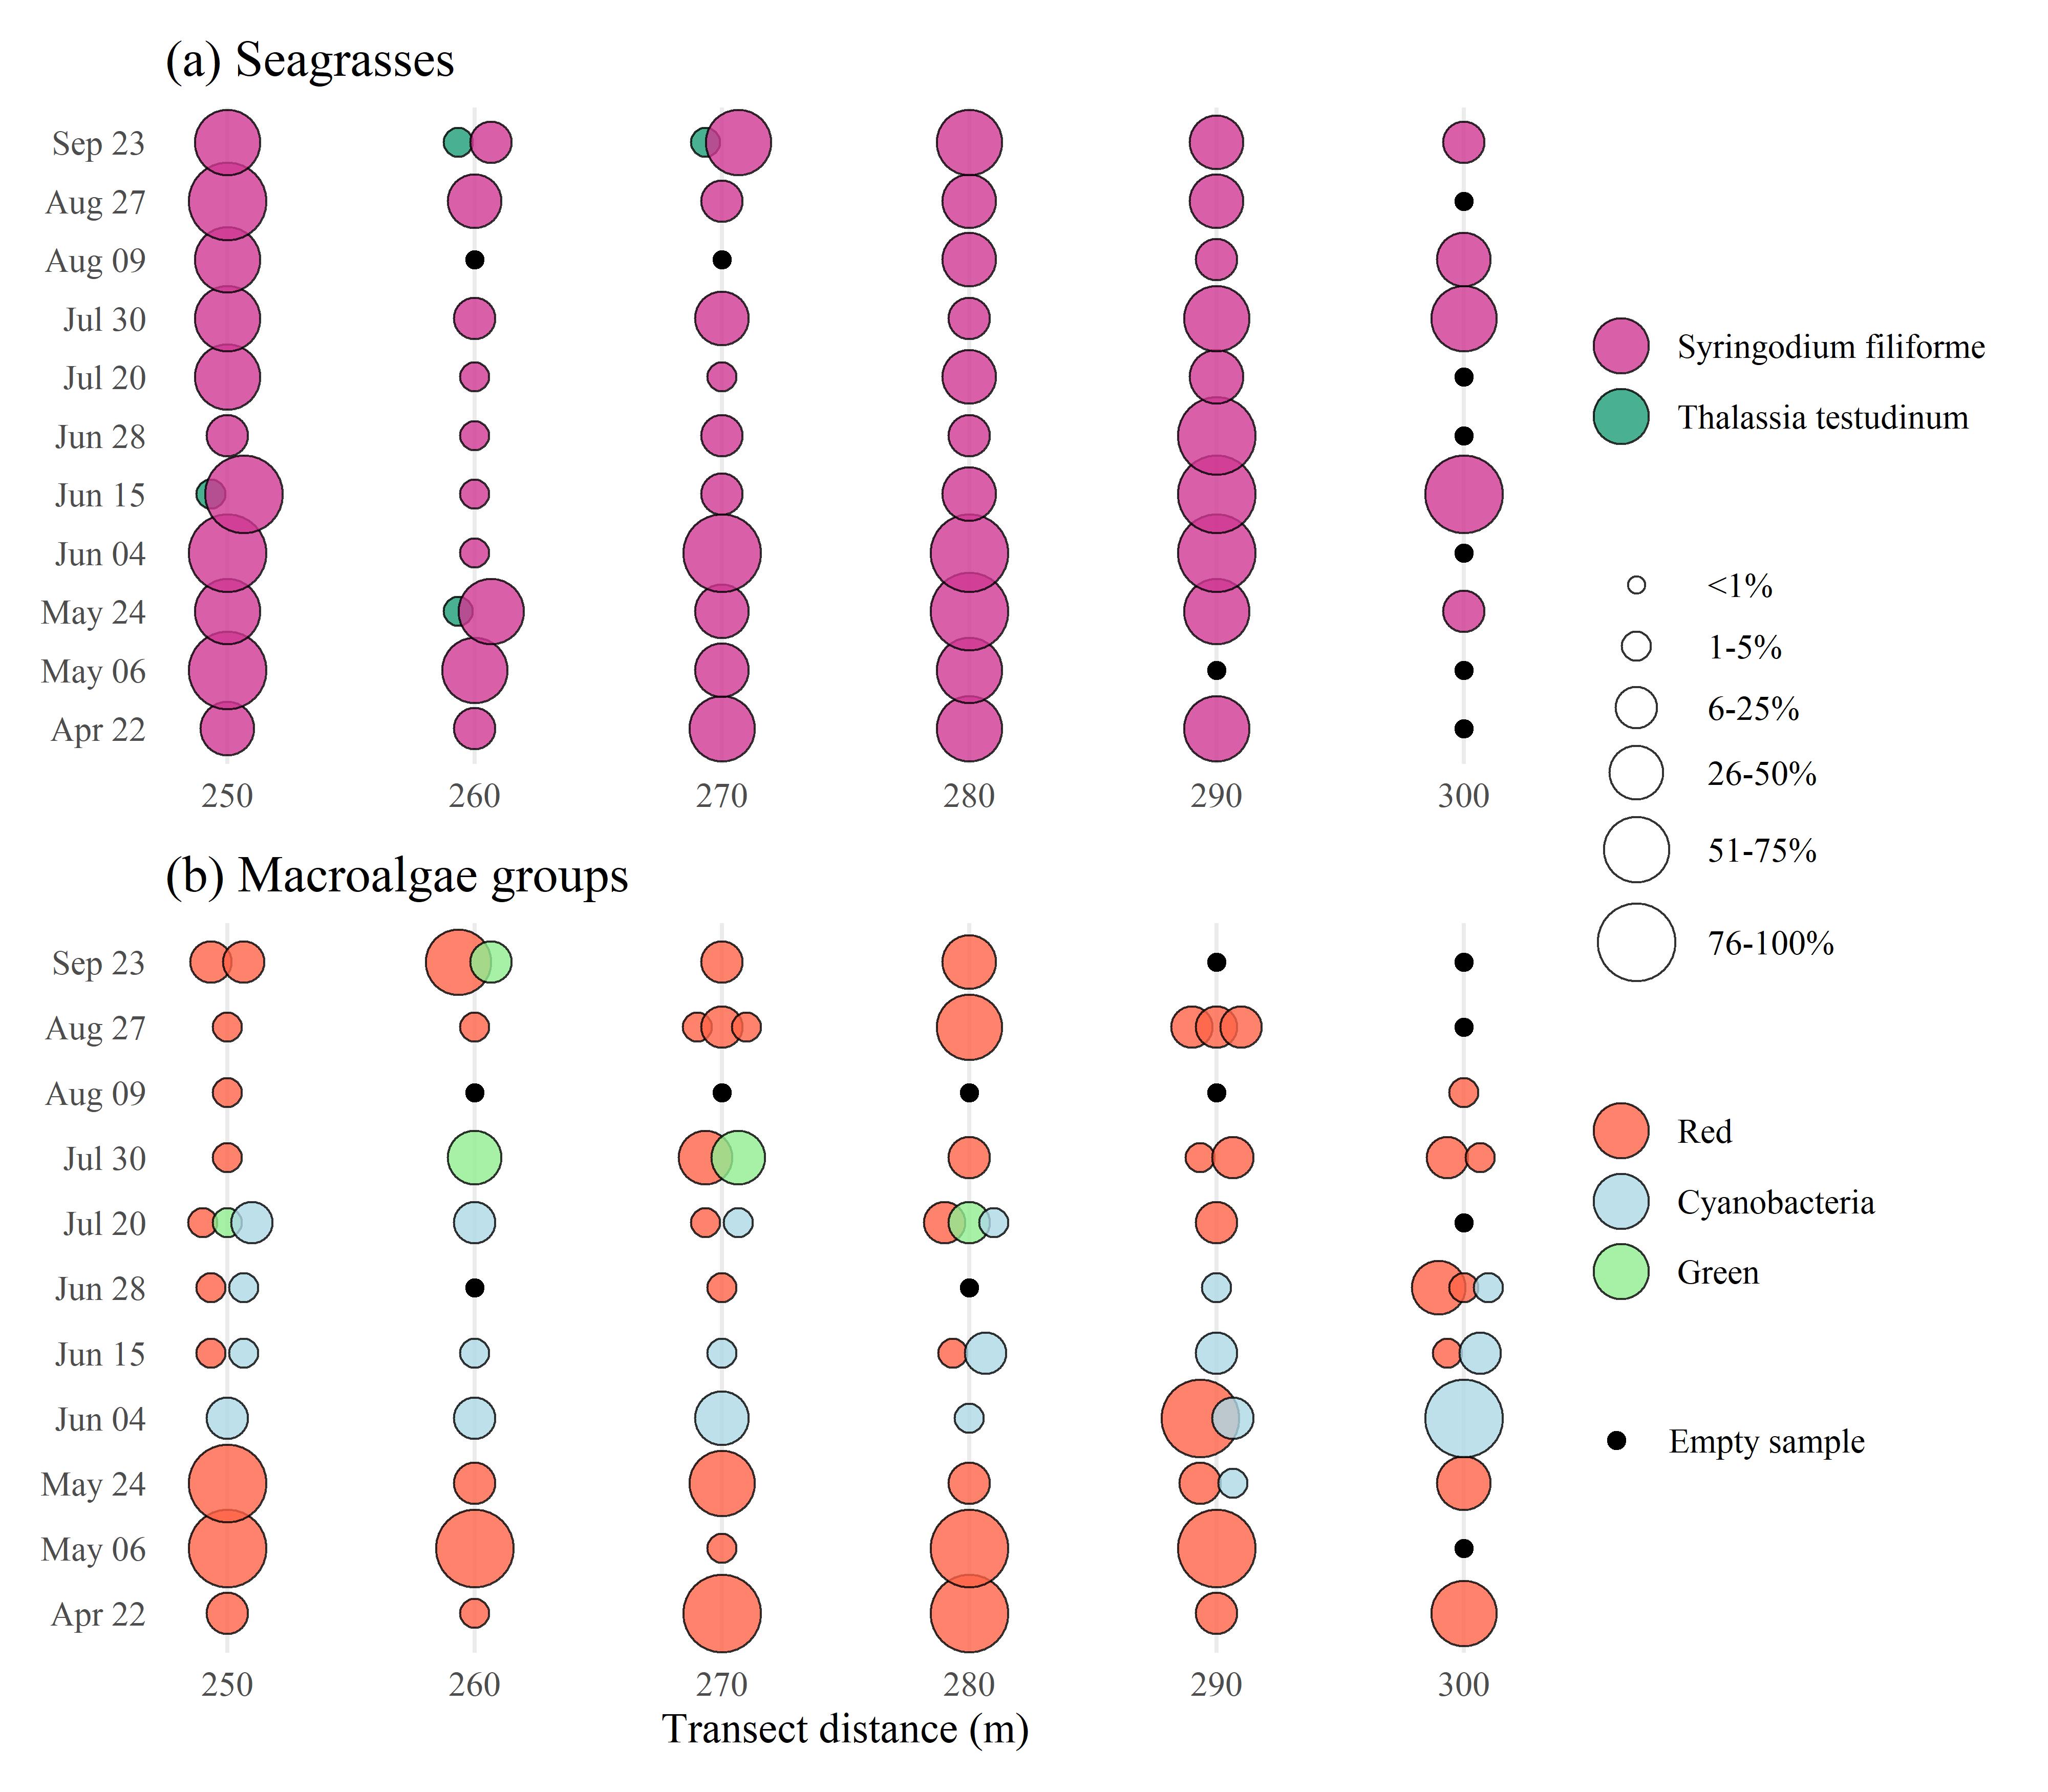 (a) Seagrasses
Sep 23
Aug 27
Aug 09
Jul 30
Jul 20
Jun 28
Jun 15
Jun 04
May 24
May 06
Apr 22
250 260 270 280 290 300
(b) Macroalgae groups
Sep 23
Aug 27
Aug 09
Jul 30
Jul 20
Jun 28
Jun 15
Jun 04
May 24
May 06
Apr 22
250 260 270 280 290 300
Transect distance (m)
Syringodium filiforme
Thalassia testudinum
<1%
1-5%
6-25%
26-50%
51-75%
76-100%
Red
Cyanobacteria
Green
Empty sample